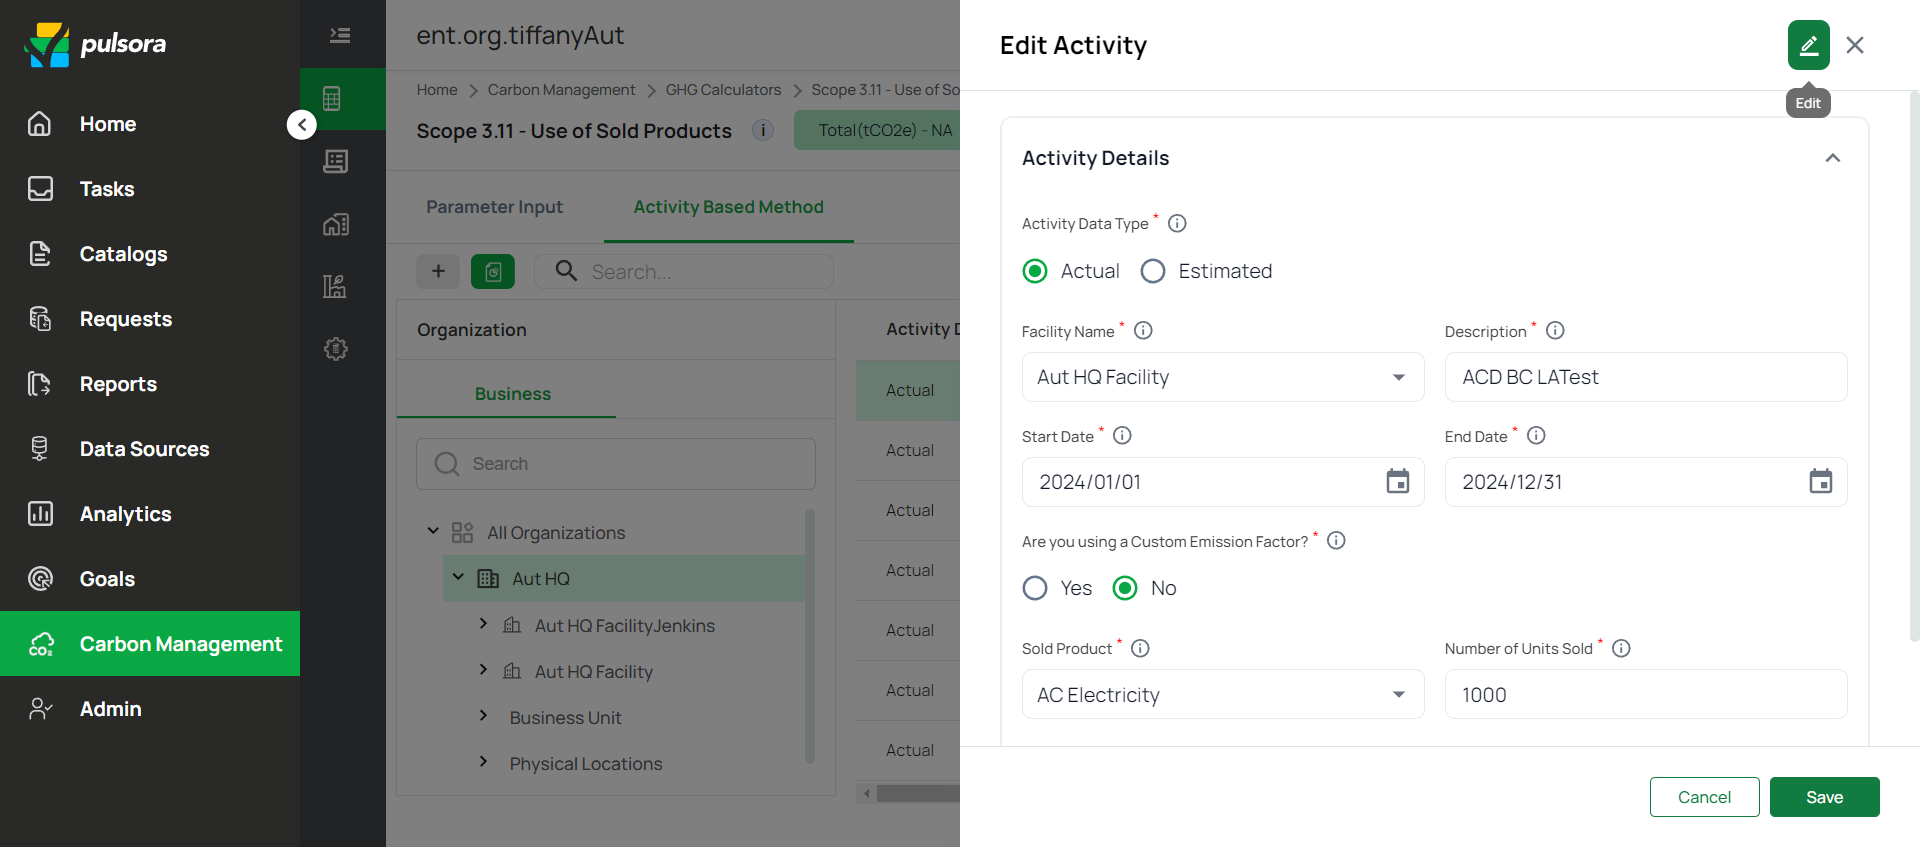 pulsora
Home
Tasks
Catalogs
Requests
Reports
Data Sources
Analytics
Goals
Carbon Management
Admin
ent.org.tiffanyAut
Home > Carbon Management > GHG Calculators > Scope 3.11 - Use of So
Scope 3.11 - Use of Sold Products
Total(tCO2e) - NA
Parameter Input
Activity Based Method
Search...
Organization
Business
Search
All Organizations
Aut HQ
Aut HQ FacilityJenkins
Aut HQ Facility
Business Unit
Physical Locations
Activity D
Actual
Actual
Actual
Actual
Actual
Actual
Actual
Edit Activity
Edit
Activity Details
Activity Data Type *
Actual
Estimated
Facility Name *
Description *
Aut HQ Facility
ACD BC LATest
Start Date *
End Date *
2024/01/01
2024/12/31
Are you using a Custom Emission Factor? *
Yes
No
Sold Product *
Number of Units Sold *
AC Electricity
1000
Cancel
Save